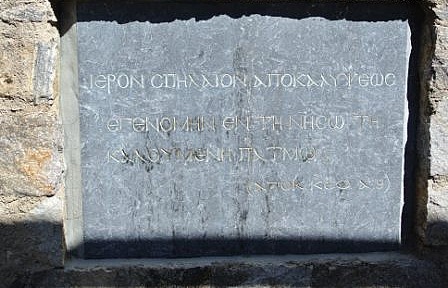 ΙΕΡΟΝ ΣΠΗΛΑΙΟΝ ΑΠΟΚΑΛΥΨΕΩΣ
ΕΓΕΝΟΜΗΝ ΕΝ ΤΗ ΝΗΣΩ ΤΗ
ΚΑΛΟΥΜΕΝΗ ΠΑΤΜΩ
(ΑΠΟΚ ΚΕΦ Α 9)